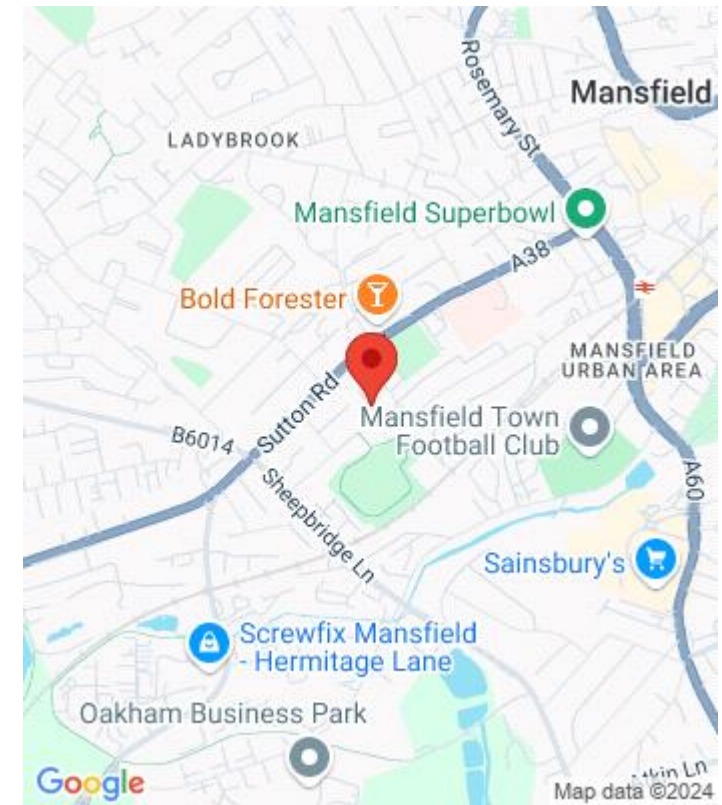 Rosemary St
Mansfield
LADYBROOK
Mansfield Superbowl
A38
Bold Forester
MANSFIELD
URBAN AREA
Sutton Rd
Mansfield Town
Football Club
B6014
Sheepbridge Ln
A60
Sainsbury's
Screwfix Mansfield
- Hermitage Lane
Oakham Business Park
Ln
Google
Map data ©2024